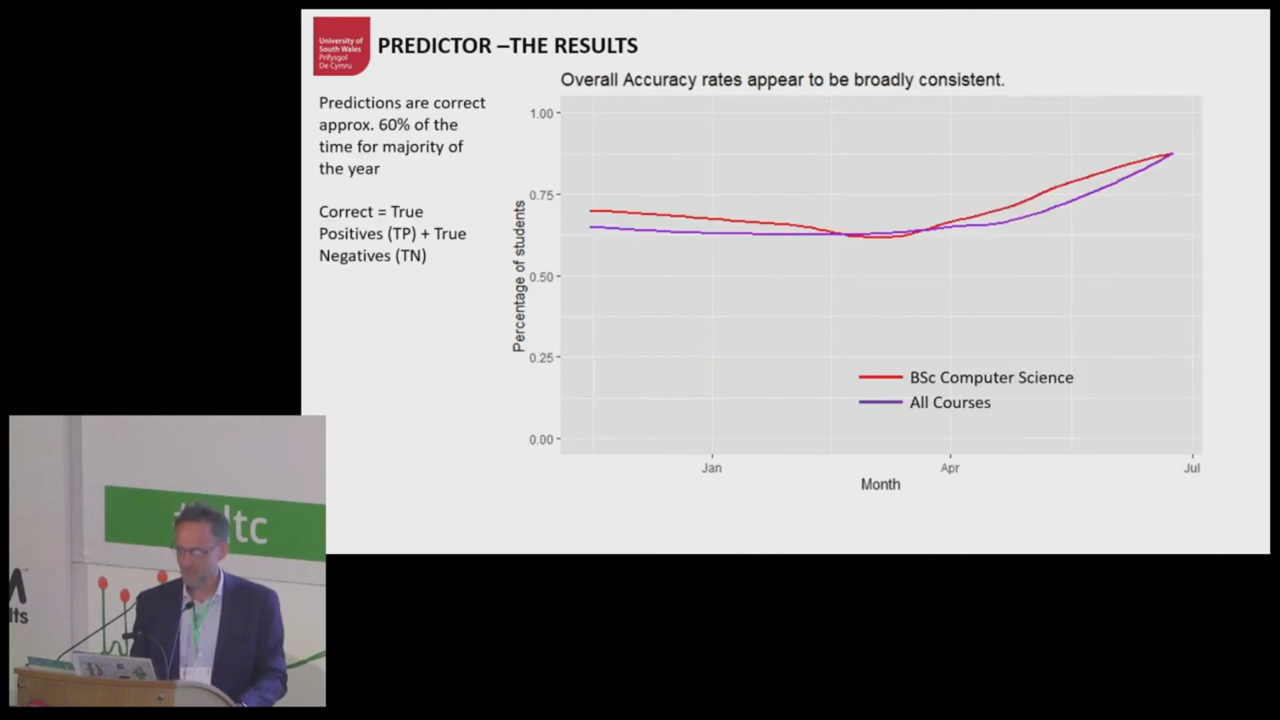 University of
South Wales
Prifysgol
De Cymru
PREDICTOR –THE RESULTS
Predictions are correct
approx. 60% of the
time for majority of
the year
Correct = True
Positives (TP) + True
Negatives (TN)
Overall Accuracy rates appear to be broadly consistent.
Percentage of students
1.00
0.75
0.50
0.25
0.00
BSc Computer Science
All Courses
Jan
Apr
Jul
Month
ltc
lts